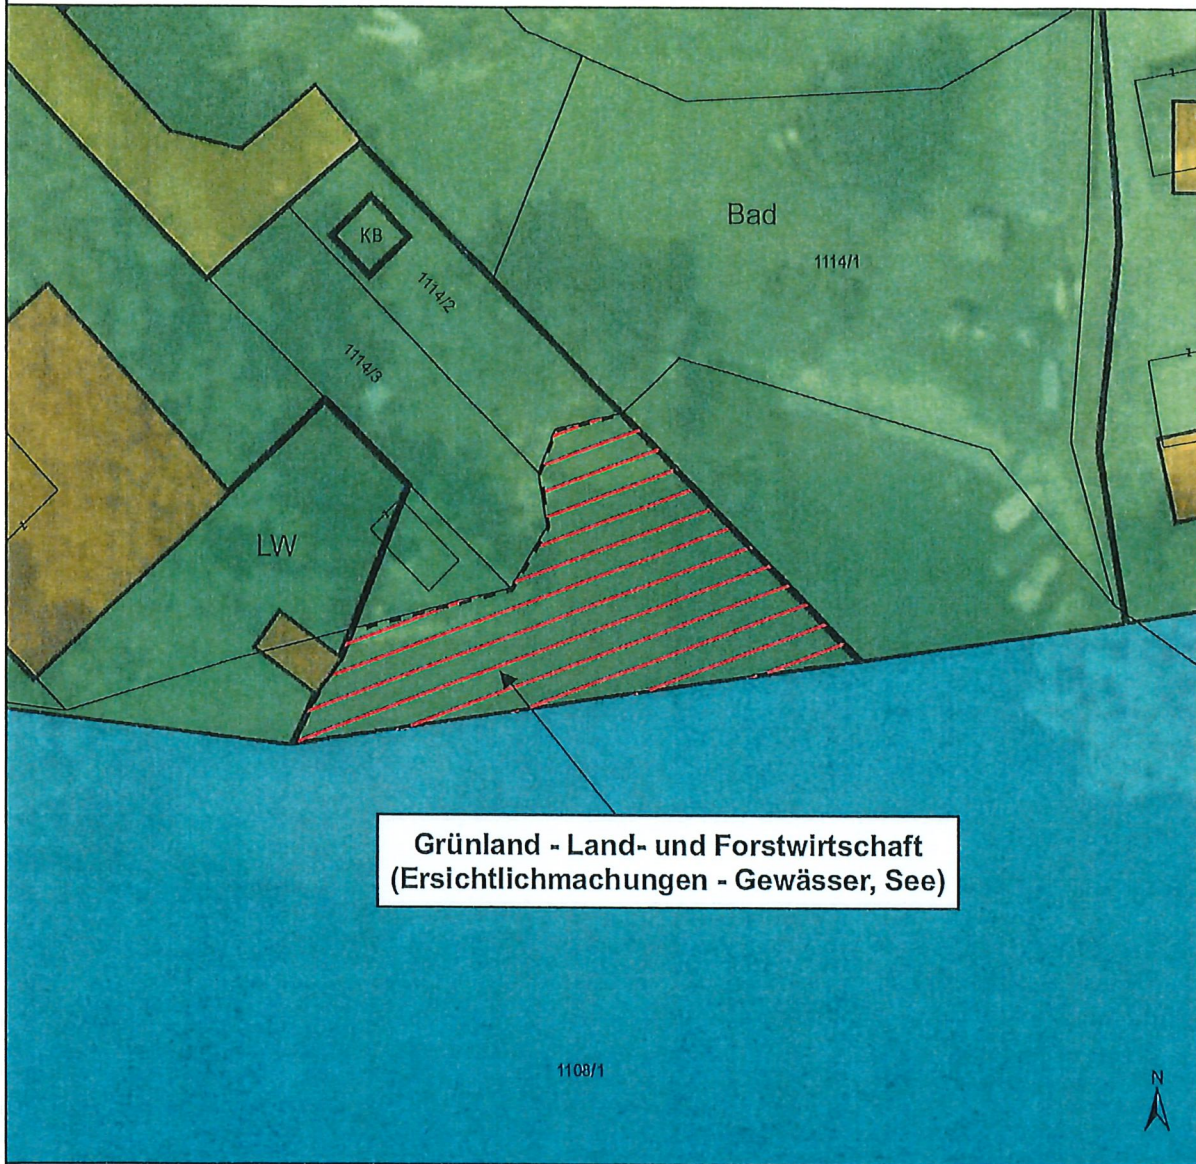 Bad
1114/1
KB
1114/2
1114/3
LW
Grünland - Land- und Forstwirtschaft
(Ersichtlichmachungen - Gewässer, See)
1108/1
N